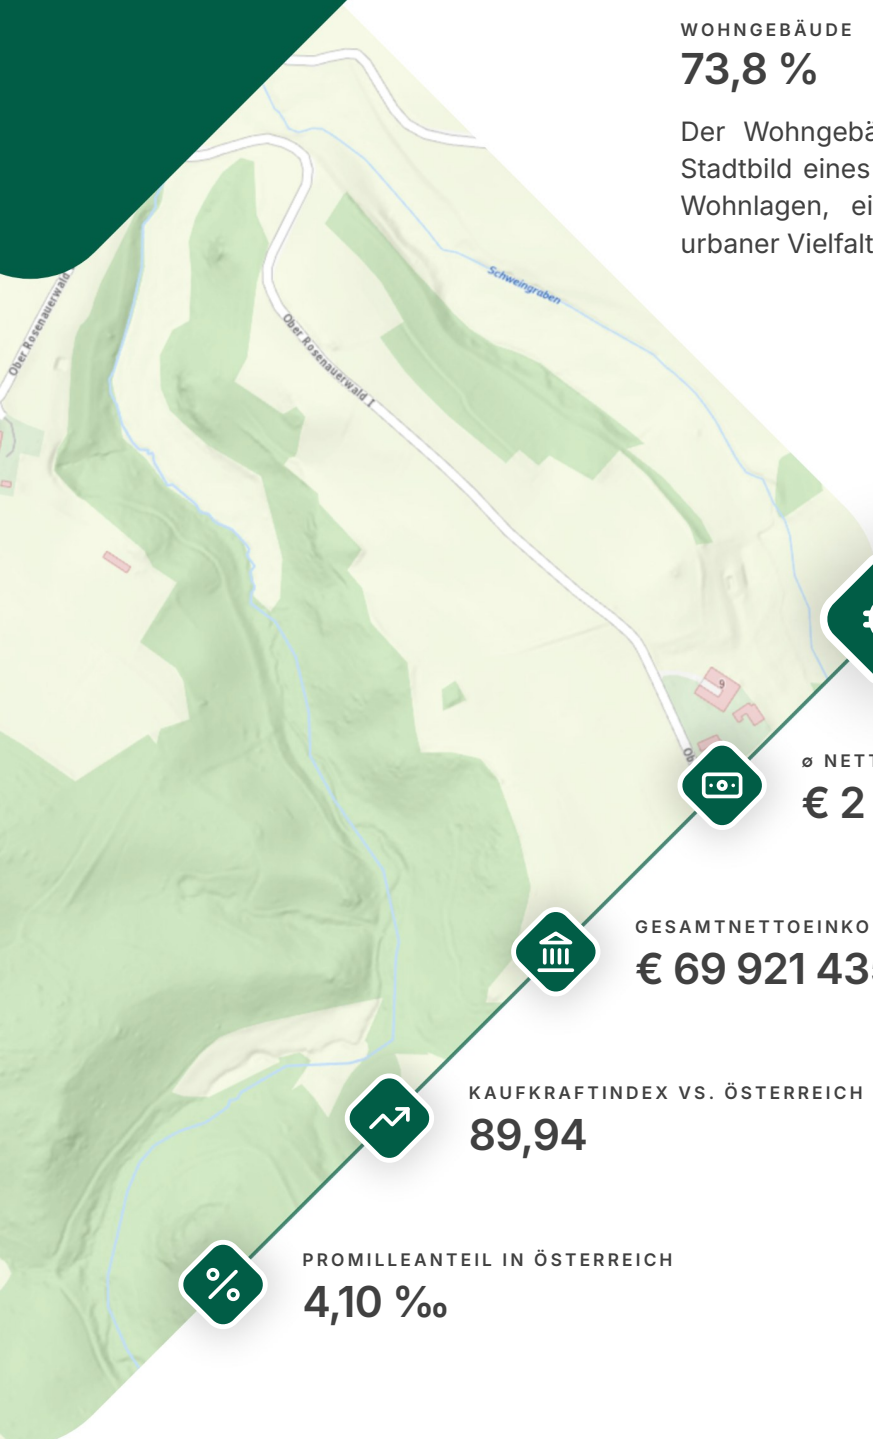 WOHNGEBÄUDE
73,8 %
Der Wohngebä
Stadtbild eines
Wohnlagen, ei
urbaner Vielfalt
Schweingraben
Ober Rosenauerwald
Ober Rosenauerwald I
9
Ob
ø NETT
€ 2
GESAMTNETTOEINKO
€ 69 921 43
KAUFKRAFTINDEX VS. ÖSTERREICH
89,94
PROMILLEANTEIL IN ÖSTERREICH
4,10 ‰